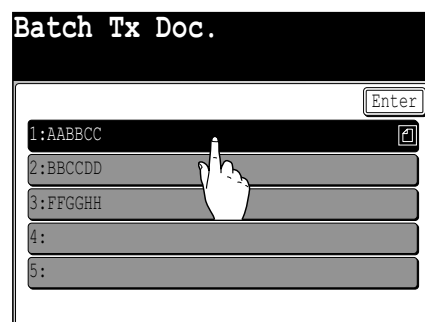 Batch Tx Doc.
Enter
1:AABBCC
2:BBCCDD
3:FFGGHH
4:
5: